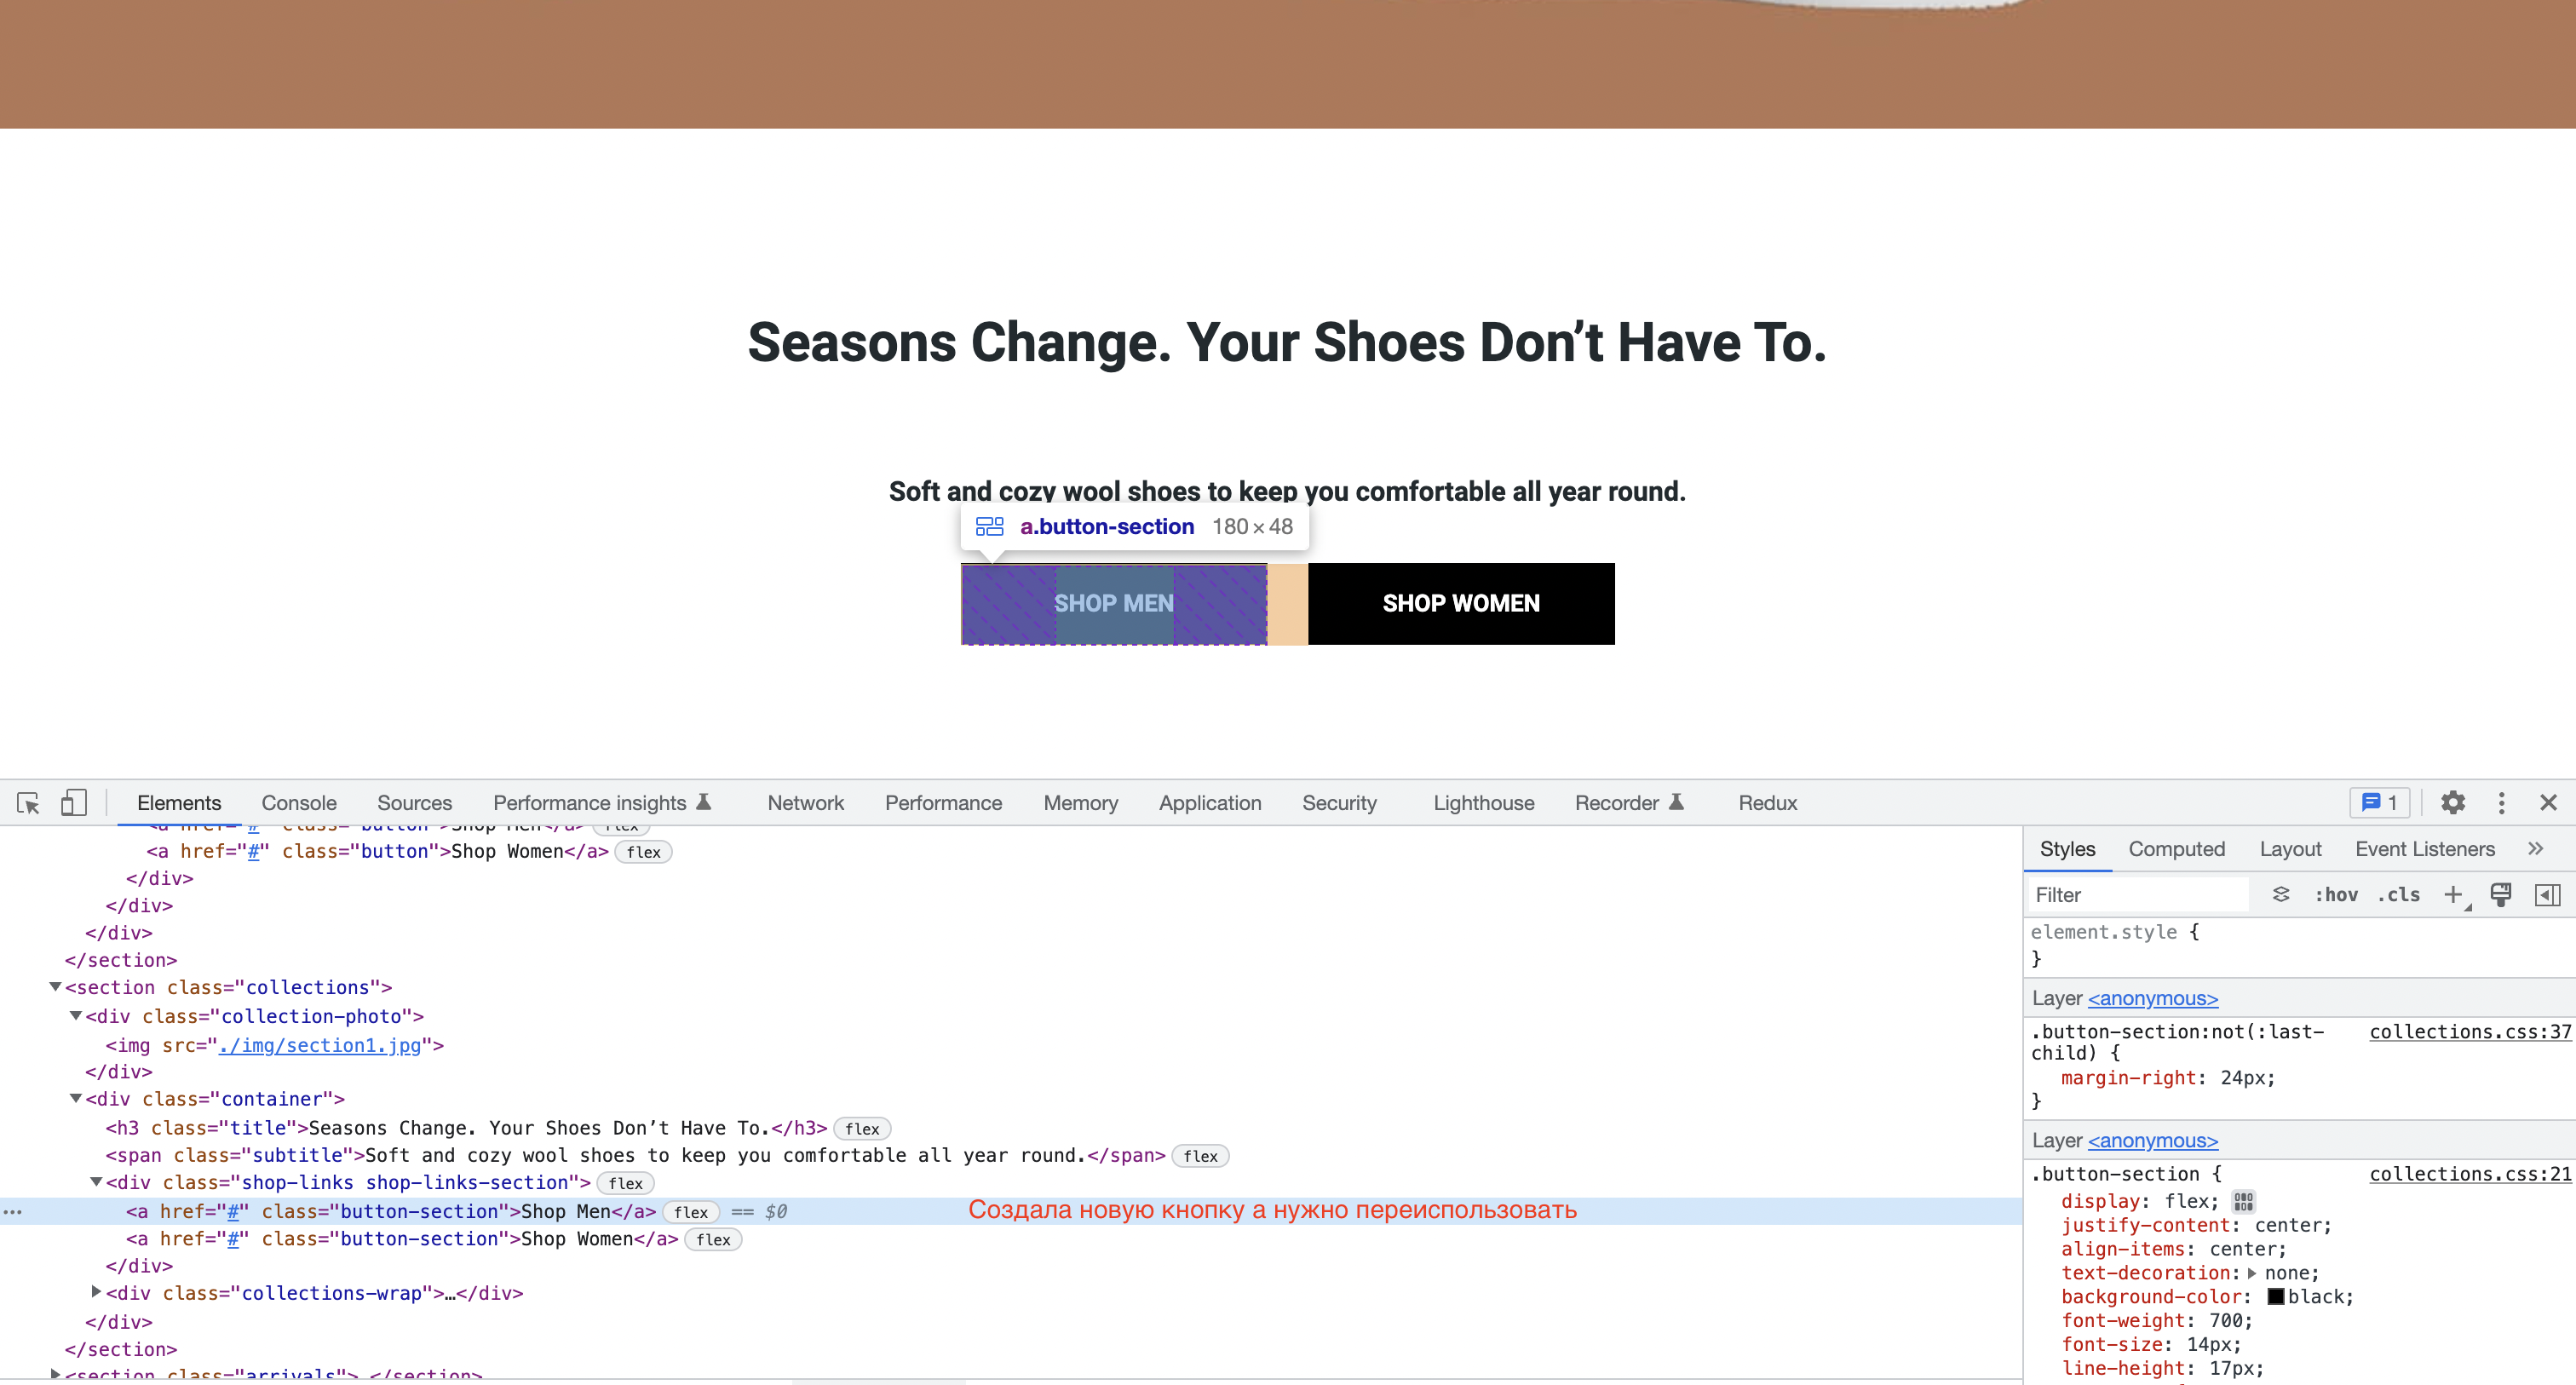 Seasons Change. Your Shoes Don’t Have To.
Soft and cozy wool shoes to keep you comfortable all year round.
a.button-section 180 × 48
SHOP MEN
SHOP WOMEN
Elements Console Sources Performance insights Network Performance Memory Application Security Lighthouse Recorder Redux 1
<a href="#" class="button">Shop Men</a> flex
<a href="#" class="button">Shop Women</a> flex
</div>
</div>
</div>
</section>
<section class="collections">
<div class="collection-photo">
<img src="./img/section1.jpg">
</div>
<div class="container">
<h3 class="title">Seasons Change. Your Shoes Don’t Have To.</h3> flex
<span class="subtitle">Soft and cozy wool shoes to keep you comfortable all year round.</span> flex
<div class="shop-links shop-links-section"> flex
<a href="#" class="button-section">Shop Men</a> flex == $0 Создала новую кнопку а нужно переиспользовать
<a href="#" class="button-section">Shop Women</a> flex
</div>
<div class="collections-wrap">…</div>
</div>
</section>
<section class="arrivals">…</section>
Styles Computed Layout Event Listeners
Filter :hov .cls
element.style {
}
Layer <anonymous>
.button-section:not(:last- collections.css:37
child) {
margin-right: 24px;
}
Layer <anonymous>
.button-section { collections.css:21
display: flex;
justify-content: center;
align-items: center;
text-decoration: none;
background-color: black;
font-weight: 700;
font-size: 14px;
line-height: 17px;